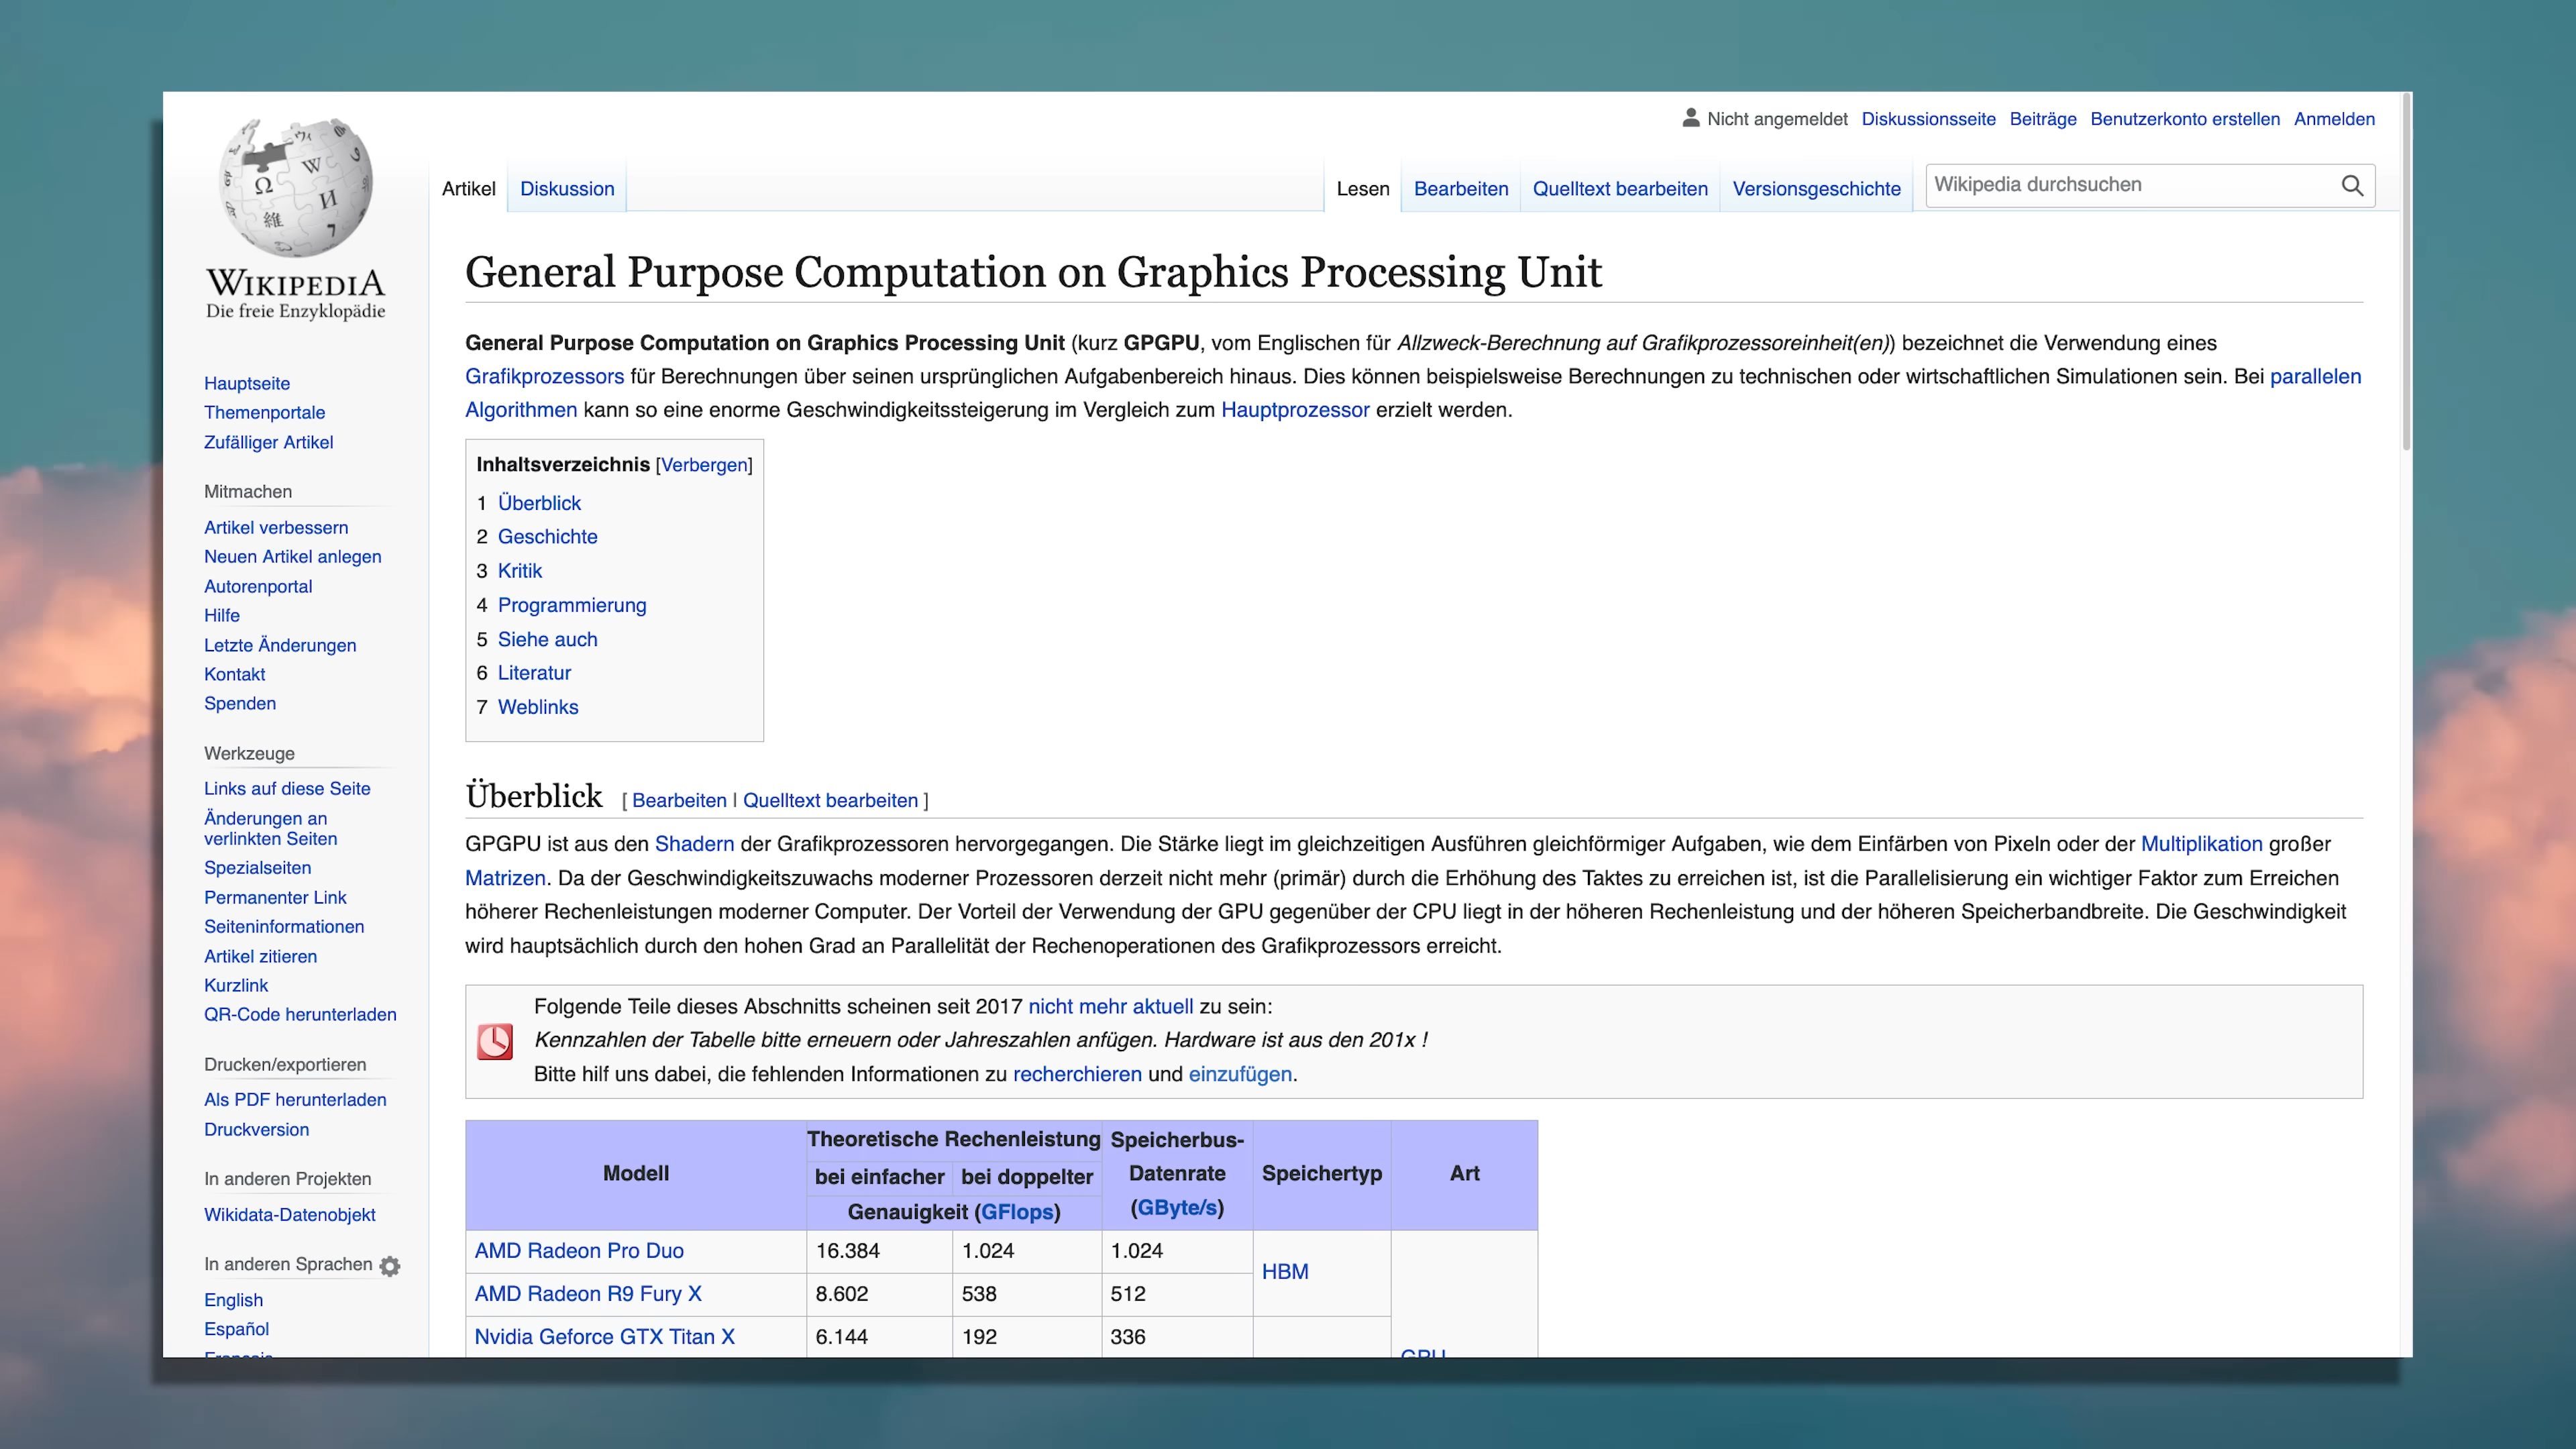 Nicht angemeldet Diskussionsseite Beiträge Benutzerkonto erstellen Anmelden
Artikel Diskussion Lesen Bearbeiten Quelltext bearbeiten Versionsgeschichte Wikipedia durchsuchen
WIKIPEDIA
Die freie Enzyklopädie
Hauptseite
Themenportale
Zufälliger Artikel
Mitmachen
Artikel verbessern
Neuen Artikel anlegen
Autorenportal
Hilfe
Letzte Änderungen
Kontakt
Spenden
Werkzeuge
Links auf diese Seite
Änderungen an
verlinkten Seiten
Spezialseiten
Permanenter Link
Seiteninformationen
Artikel zitieren
Kurzlink
QR-Code herunterladen
Drucken/exportieren
Als PDF herunterladen
Druckversion
In anderen Projekten
Wikidata-Datenobjekt
In anderen Sprachen
English
Español
General Purpose Computation on Graphics Processing Unit
General Purpose Computation on Graphics Processing Unit (kurz GPGPU, vom Englischen für Allzweck-Berechnung auf Grafikprozessoreinheit(en)) bezeichnet die Verwendung eines
Grafikprozessors für Berechnungen über seinen ursprünglichen Aufgabenbereich hinaus. Dies können beispielsweise Berechnungen zu technischen oder wirtschaftlichen Simulationen sein. Bei parallelen
Algorithmen kann so eine enorme Geschwindigkeitssteigerung im Vergleich zum Hauptprozessor erzielt werden.
Inhaltsverzeichnis [Verbergen]
1 Überblick
2 Geschichte
3 Kritik
4 Programmierung
5 Siehe auch
6 Literatur
7 Weblinks
Überblick [ Bearbeiten | Quelltext bearbeiten ]
GPGPU ist aus den Shadern der Grafikprozessoren hervorgegangen. Die Stärke liegt im gleichzeitigen Ausführen gleichförmiger Aufgaben, wie dem Einfärben von Pixeln oder der Multiplikation großer
Matrizen. Da der Geschwindigkeitszuwachs moderner Prozessoren derzeit nicht mehr (primär) durch die Erhöhung des Taktes zu erreichen ist, ist die Parallelisierung ein wichtiger Faktor zum Erreichen
höherer Rechenleistungen moderner Computer. Der Vorteil der Verwendung der GPU gegenüber der CPU liegt in der höheren Rechenleistung und der höheren Speicherbandbreite. Die Geschwindigkeit
wird hauptsächlich durch den hohen Grad an Parallelität der Rechenoperationen des Grafikprozessors erreicht.
Folgende Teile dieses Abschnitts scheinen seit 2017 nicht mehr aktuell zu sein:
Kennzahlen der Tabelle bitte erneuern oder Jahreszahlen anfügen. Hardware ist aus den 201x !
Bitte hilf uns dabei, die fehlenden Informationen zu recherchieren und einzufügen.
Modell
Theoretische Rechenleistung
bei einfacher bei doppelter
Genauigkeit (GFlops)
Speicherbus-
Datenrate
(GByte/s)
Speichertyp
Art
AMD Radeon Pro Duo 16.384 1.024 1.024
HBM
AMD Radeon R9 Fury X 8.602 538 512
Nvidia Geforce GTX Titan X 6.144 192 336